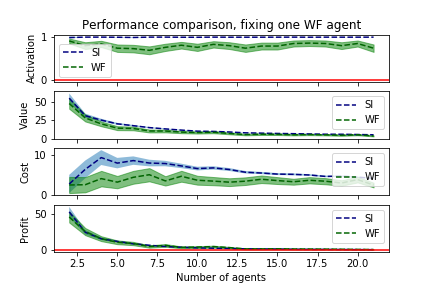 Performance comparison, fixing one WF agent
Activation
1
0
SI
WF
Value
50
25
0
SI
WF
Cost
10
0
SI
WF
Profit
50
0
SI
WF
2.5 5.0 7.5 10.0 12.5 15.0 17.5 20.0
Number of agents